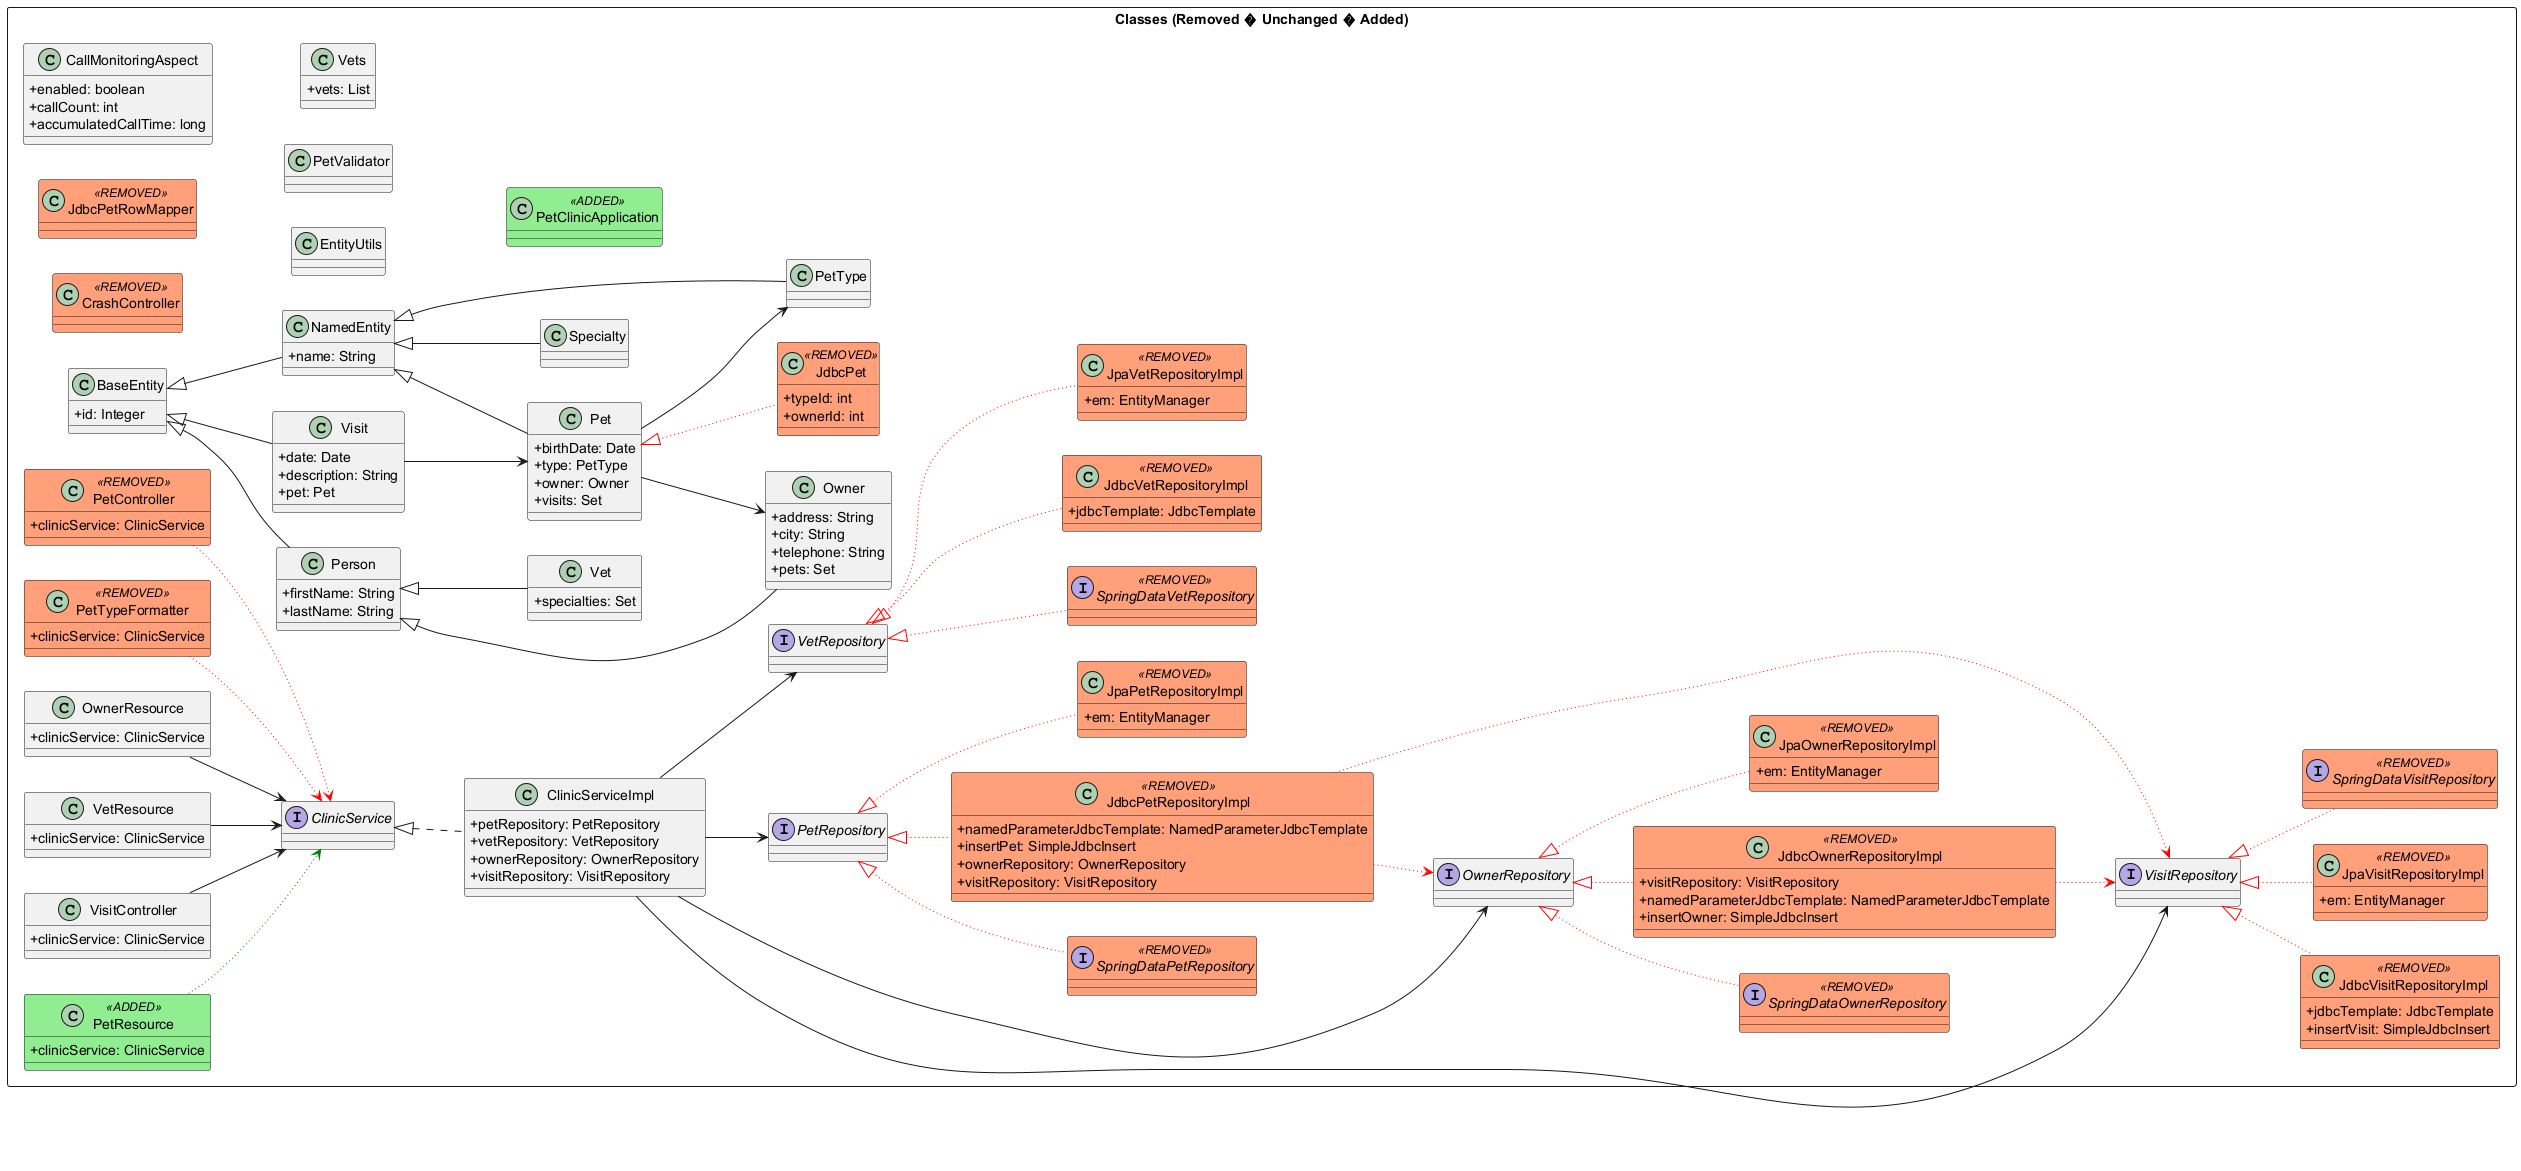 Classes (Removed � Unchanged � Added)
C CallMonitoringAspect
+enabled: boolean
+callCount: int
+accumulatedCallTime: long
C Vets
+vets: List
C PetValidator
«REMOVED»
C JdbcPetRowMapper
«ADDED»
C PetClinicApplication
C EntityUtils
«REMOVED»
C CrashController
C PetType
C NamedEntity
+name: String
C Specialty
«REMOVED»
C JdbcPet
+typeId: int
+ownerId: int
«REMOVED»
C JpaVetRepositoryImpl
+em: EntityManager
C BaseEntity
+id: Integer
C Visit
+date: Date
+description: String
+pet: Pet
C Pet
+birthDate: Date
+type: PetType
+owner: Owner
+visits: Set
«REMOVED»
C JdbcVetRepositoryImpl
+jdbcTemplate: JdbcTemplate
«REMOVED»
C PetController
+clinicService: ClinicService
C Owner
+address: String
+city: String
+telephone: String
+pets: Set
C Person
+firstName: String
+lastName: String
C Vet
+specialties: Set
«REMOVED»
I SpringDataVetRepository
«REMOVED»
C PetTypeFormatter
+clinicService: ClinicService
I VetRepository
«REMOVED»
C JpaPetRepositoryImpl
+em: EntityManager
C OwnerResource
+clinicService: ClinicService
«REMOVED»
C JpaOwnerRepositoryImpl
+em: EntityManager
«REMOVED»
I SpringDataVisitRepository
C VetResource
+clinicService: ClinicService
I ClinicService
C ClinicServiceImpl
+petRepository: PetRepository
+vetRepository: VetRepository
+ownerRepository: OwnerRepository
+visitRepository: VisitRepository
I PetRepository
«REMOVED»
C JdbcPetRepositoryImpl
+namedParameterJdbcTemplate: NamedParameterJdbcTemplate
+insertPet: SimpleJdbcInsert
+ownerRepository: OwnerRepository
+visitRepository: VisitRepository
I OwnerRepository
«REMOVED»
C JdbcOwnerRepositoryImpl
+visitRepository: VisitRepository
+namedParameterJdbcTemplate: NamedParameterJdbcTemplate
+insertOwner: SimpleJdbcInsert
I VisitRepository
«REMOVED»
C JpaVisitRepositoryImpl
+em: EntityManager
C VisitController
+clinicService: ClinicService
«REMOVED»
I SpringDataPetRepository
«REMOVED»
I SpringDataOwnerRepository
«REMOVED»
C JdbcVisitRepositoryImpl
+jdbcTemplate: JdbcTemplate
+insertVisit: SimpleJdbcInsert
«ADDED»
C PetResource
+clinicService: ClinicService